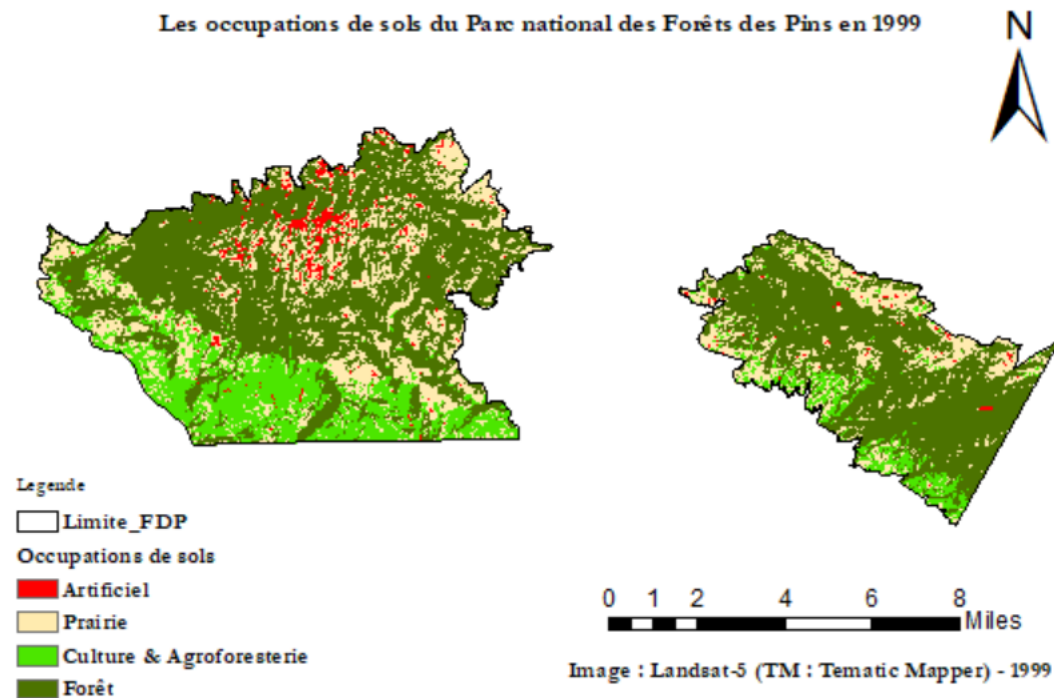 Les occupations de sols du Parc national des Forêts des Pins en 1999
N
Legende
Limite_FDP
Occupations de sols
Artificiel
Prairie
Culture & Agroforesterie
Forêt
0 1 2 4 6 8
Miles
Image : Landsat-5 (TM : Tematic Mapper) - 1999